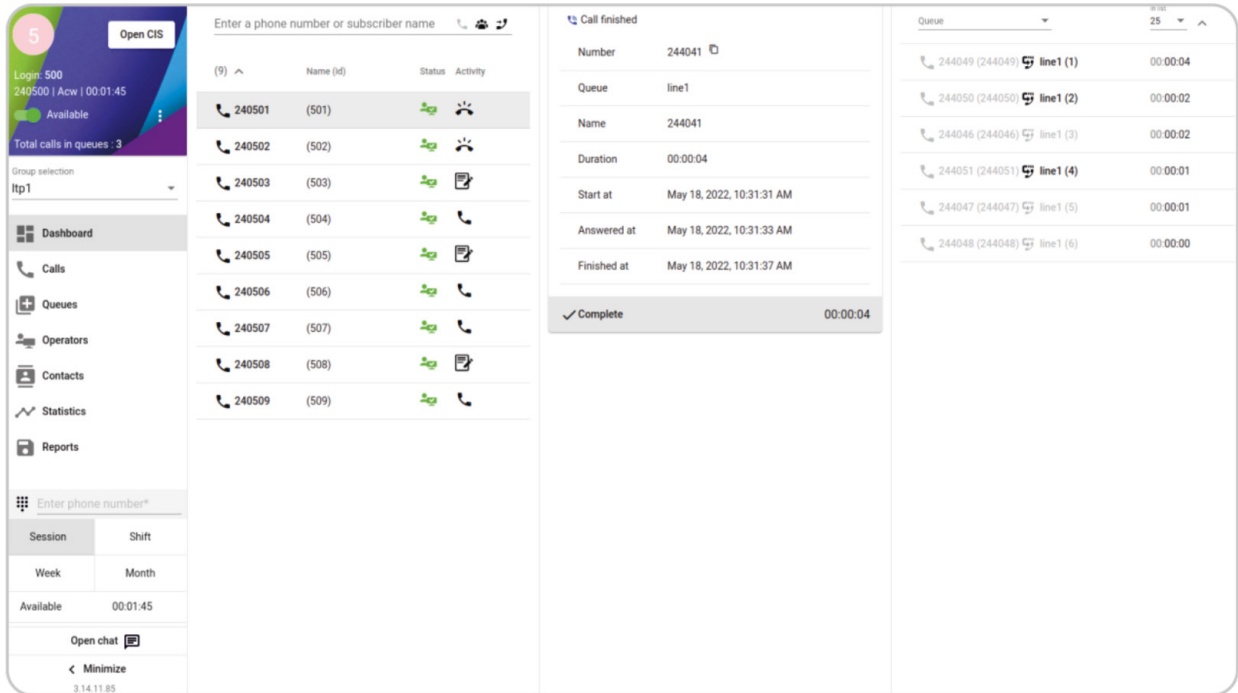 5
Open CIS
Login: 500
240500 | Acw | 00:01:45
Available
Total calls in queues : 3
Group selection
ltp1
Dashboard
Calls
Queues
Operators
Contacts
Statistics
Reports
Enter phone number*
Session Shift
Week Month
Available 00:01:45
Open chat
Minimize
3.14.11.85
Enter a phone number or subscriber name
(9) Name (id) Status Activity
240501 (501)
240502 (502)
240503 (503)
240504 (504)
240505 (505)
240506 (506)
240507 (507)
240508 (508)
240509 (509)
Call finished
Number 244041
Queue line1
Name 244041
Duration 00:00:04
Start at May 18, 2022, 10:31:31 AM
Answered at May 18, 2022, 10:31:33 AM
Finished at May 18, 2022, 10:31:37 AM
Complete 00:00:04
Queue 25
244049 (244049) line1 (1) 00:00:04
244050 (244050) line1 (2) 00:00:02
244046 (244046) line1 (3) 00:00:02
244051 (244051) line1 (4) 00:00:01
244047 (244047) line1 (5) 00:00:01
244048 (244048) line1 (6) 00:00:00